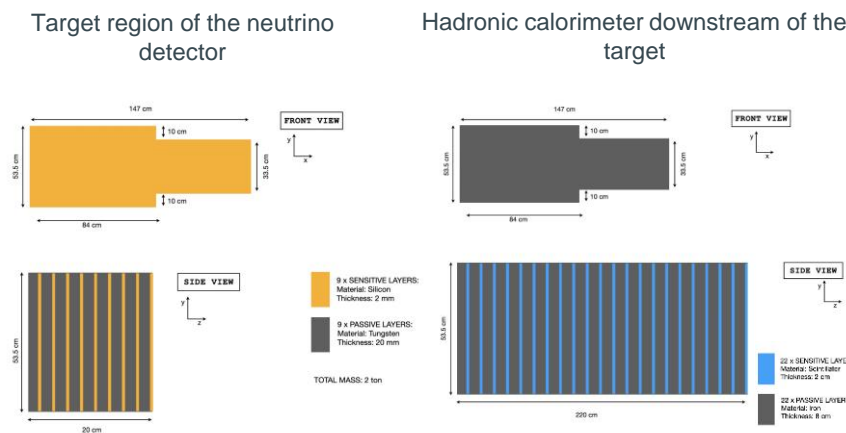 Target region of the neutrino
detector
Hadronic calorimeter downstream of the
target
147 cm
FRONT VIEW
53.5 cm
10 cm
10 cm
33.5 cm
84 cm
y
x
147 cm
FRONT VIEW
53.5 cm
10 cm
10 cm
33.5 cm
84 cm
y
x
SIDE VIEW
53.5 cm
20 cm
y
z
9 x SENSITIVE LAYERS:
Material: Silicon
Thickness: 2 mm
9 x PASSIVE LAYERS:
Material: Tungsten
Thickness: 20 mm
TOTAL MASS: 2 ton
SIDE VIEW
53.5 cm
220 cm
y
z
22 x SENSITIVE LAYE
Material: Scintillator
Thickness: 2 cm
22 x PASSIVE LAYER
Material: Iron
Thickness: 8 cm